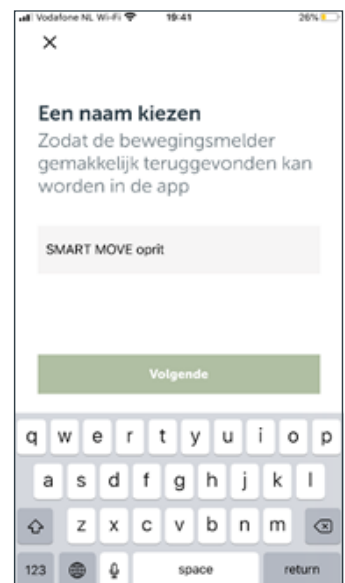 Vodafone NL Wi-Fi 19:41 26%
Een naam kiezen
Zodat de bewegingsmelder
gemakkelijk teruggevonden kan
worden in de app
SMART MOVE oprit
Volgende
q w e r t y u i o p
a s d f g h j k l
z x c v b n m
123 space return